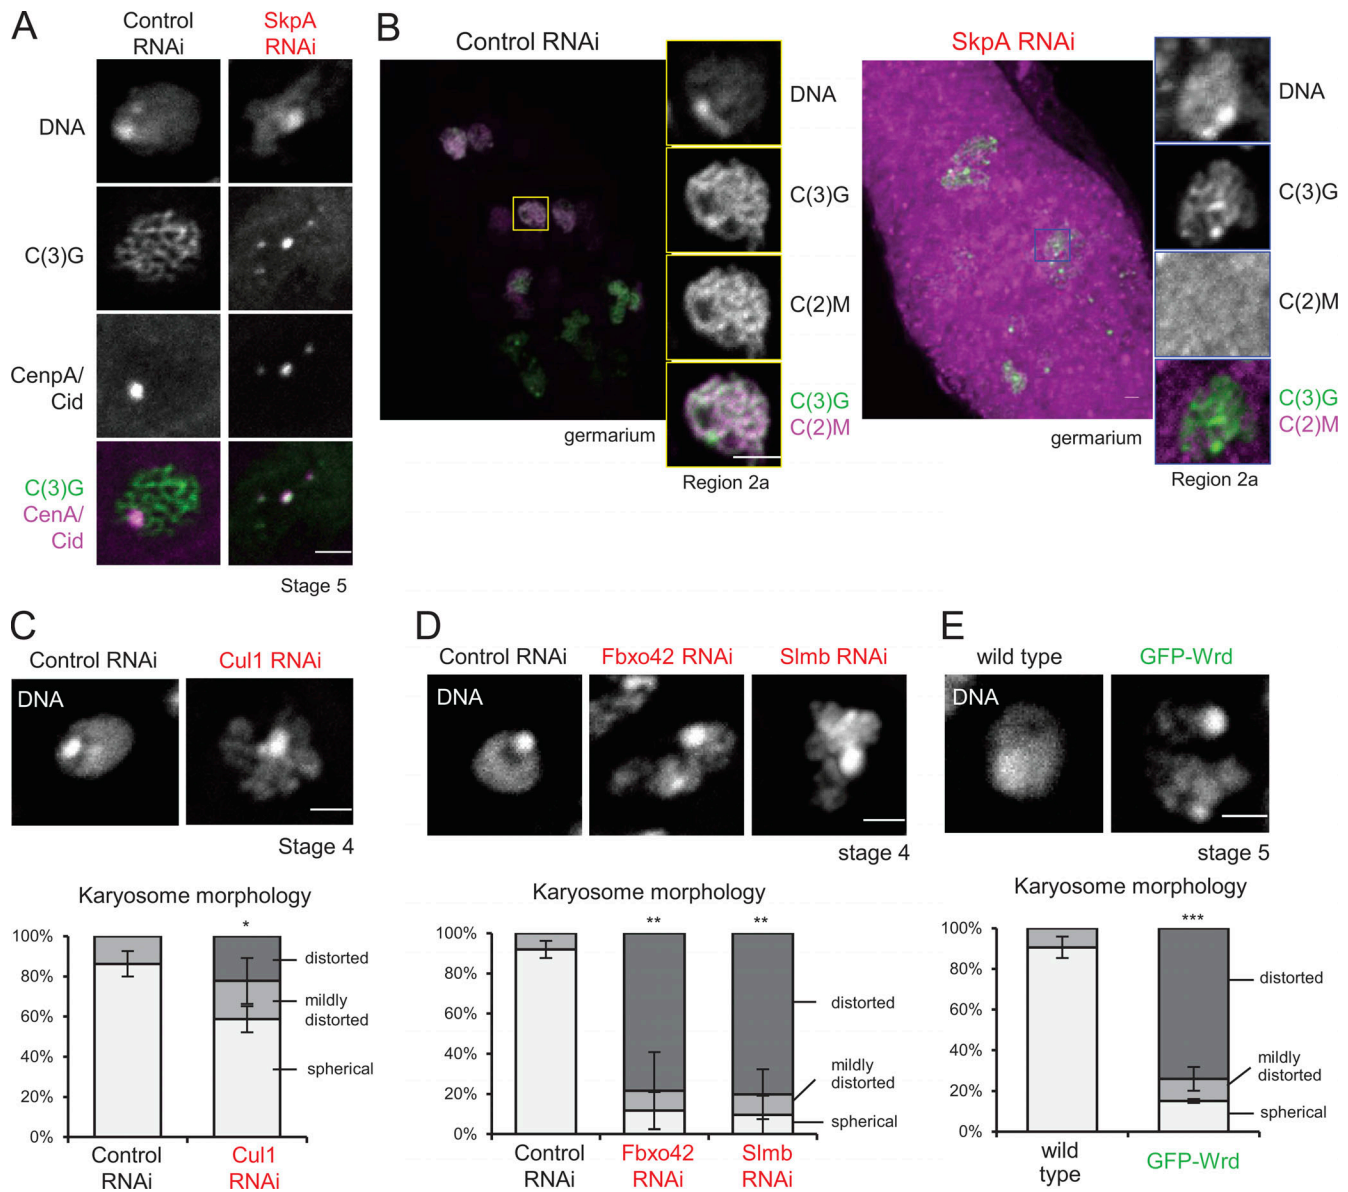 A
Control
RNAi
SkpA
RNAi
DNA
C(3)G
CenpA/
Cid
C(3)G
CenA/
Cid
Stage 5
B
Control RNAi
SkpA RNAi
DNA
C(3)G
C(2)M
C(3)G
C(2)M
germarium
Region 2a
DNA
C(3)G
C(2)M
C(3)G
C(2)M
germarium
Region 2a
C
Control RNAi
Cul1 RNAi
DNA
Stage 4
Karyosome morphology
*
100%
80%
60%
40%
20%
0%
distorted
mildly
distorted
spherical
Control
RNAi
Cul1
RNAi
D
Control RNAi
Fbxo42 RNAi
Slmb RNAi
DNA
stage 4
Karyosome morphology
** **
100%
80%
60%
40%
20%
0%
distorted
mildly
distorted
spherical
Control
RNAi
Fbxo42
RNAi
Slmb
RNAi
E
wild type
GFP-Wrd
DNA
stage 5
Karyosome morphology
***
100%
80%
60%
40%
20%
0%
distorted
mildly
distorted
spherical
wild
type
GFP-Wrd